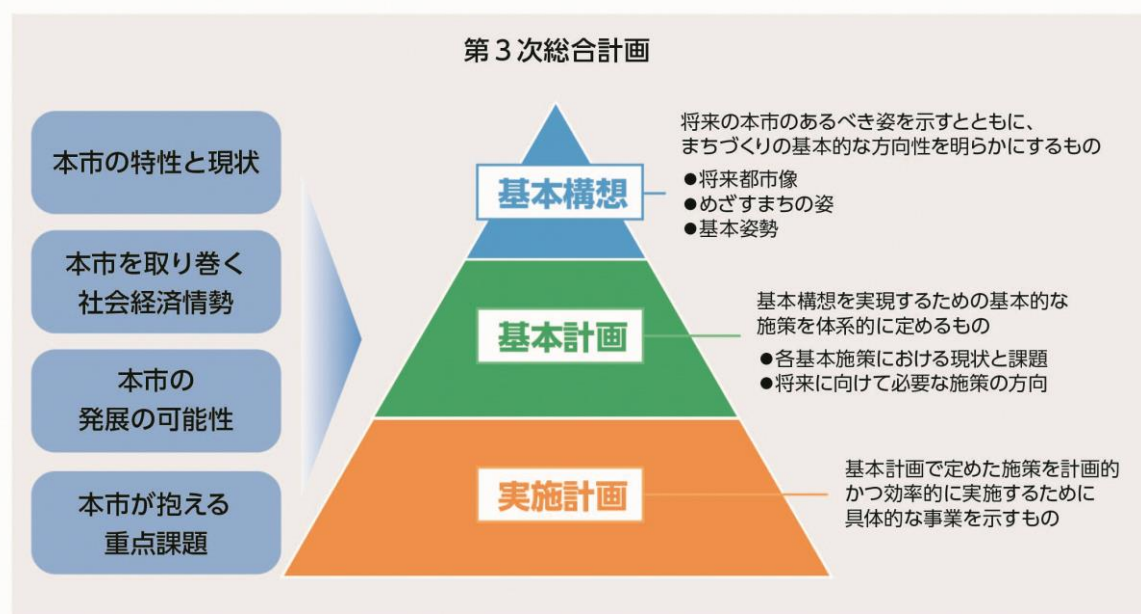 第3次総合計画
本市の特性と現状
本市を取り巻く
社会経済情勢
本市の
発展の可能性
本市が抱える
重点課題
基本構想
将来の本市のあるべき姿を示すとともに、
まちづくりの基本的な方向性を明らかにするもの
●将来都市像
●めざすまちの姿
●基本姿勢
基本計画
基本構想を実現するための基本的な
施策を体系的に定めるもの
●各基本施策における現状と課題
●将来に向けて必要な施策の方向
実施計画
基本計画で定めた施策を計画的
かつ効率的に実施するために
具体的な事業を示すもの